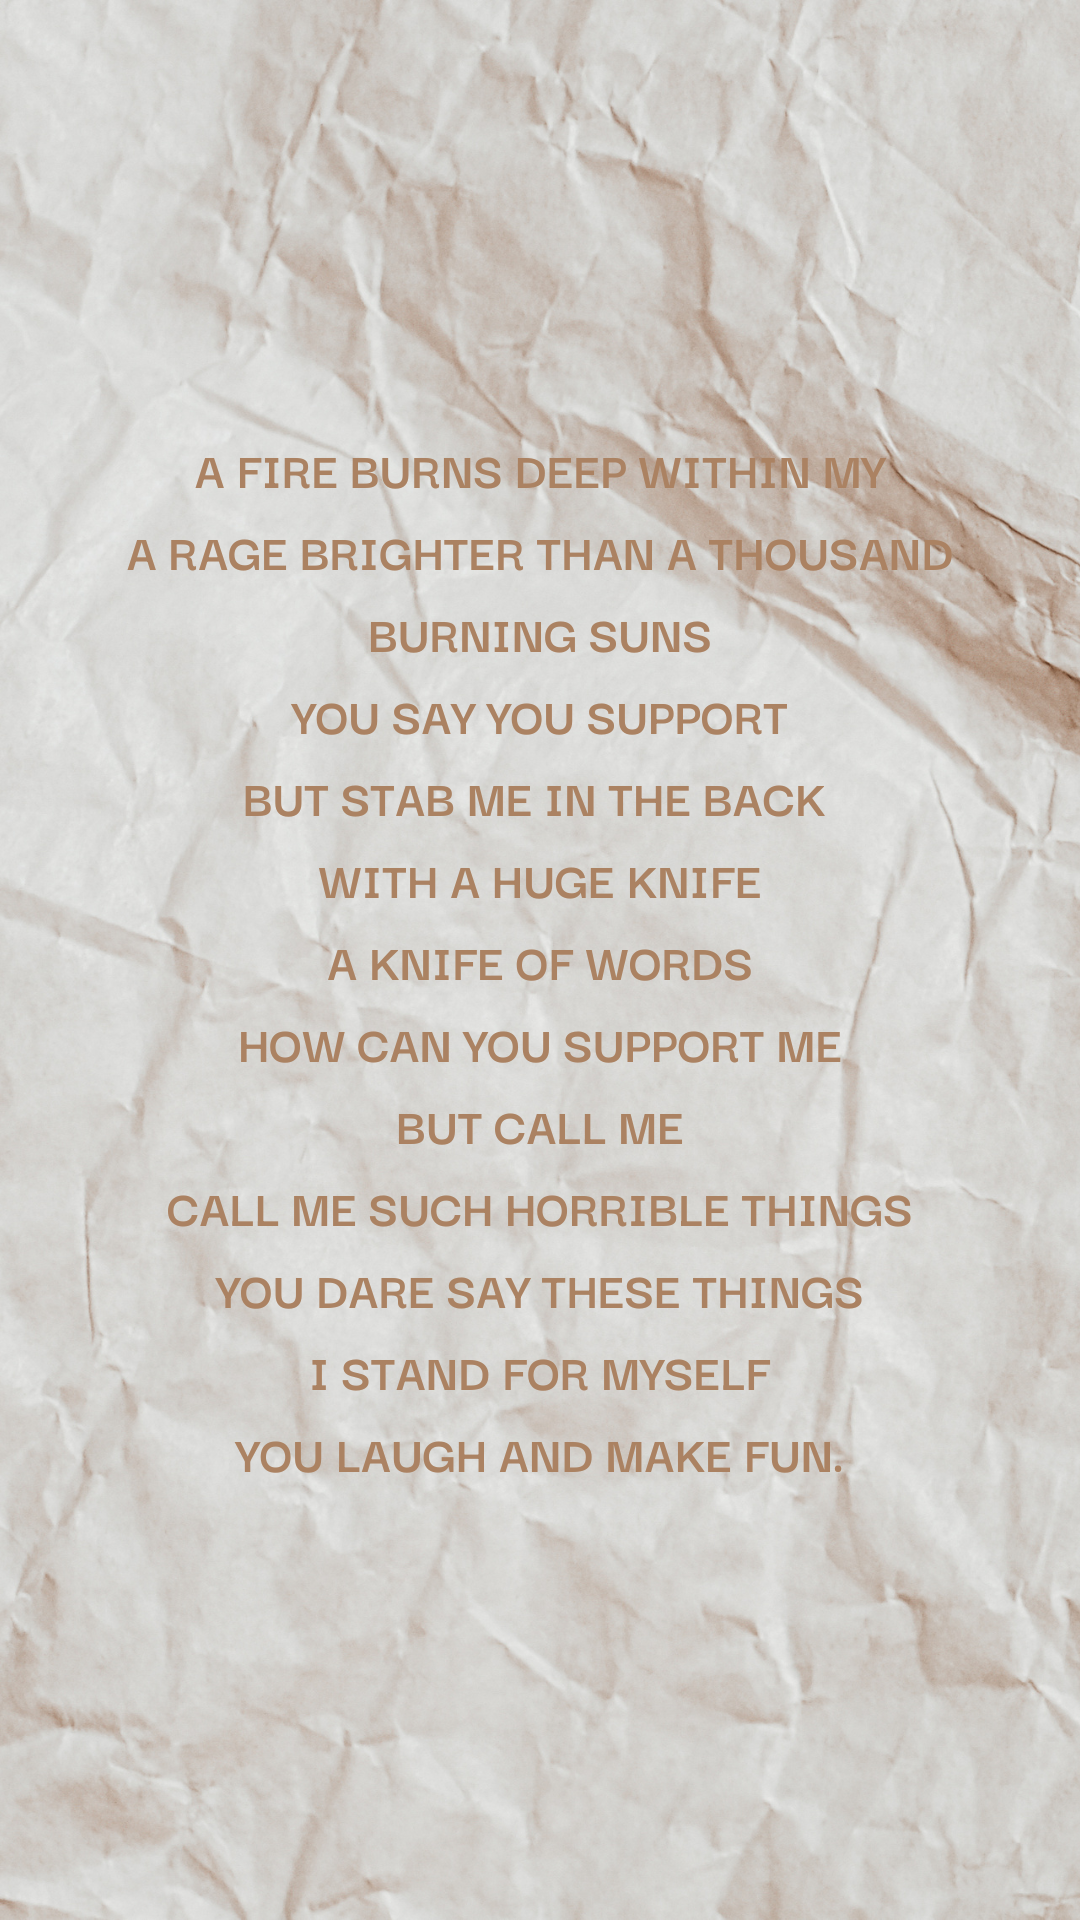 A FIRE BURNS DEEP WITHIN MY
A RAGE BRIGHTER THAN A THOUSAND
BURNING SUNS
YOU SAY YOU SUPPORT
BUT STAB ME IN THE BACK
WITH A HUGE KNIFE
A KNIFE OF WORDS
HOW CAN YOU SUPPORT ME
BUT CALL ME
CALL ME SUCH HORRIBLE THINGS
YOU DARE SAY THESE THINGS
I STAND FOR MYSELF
YOU LAUGH AND MAKE FUN.